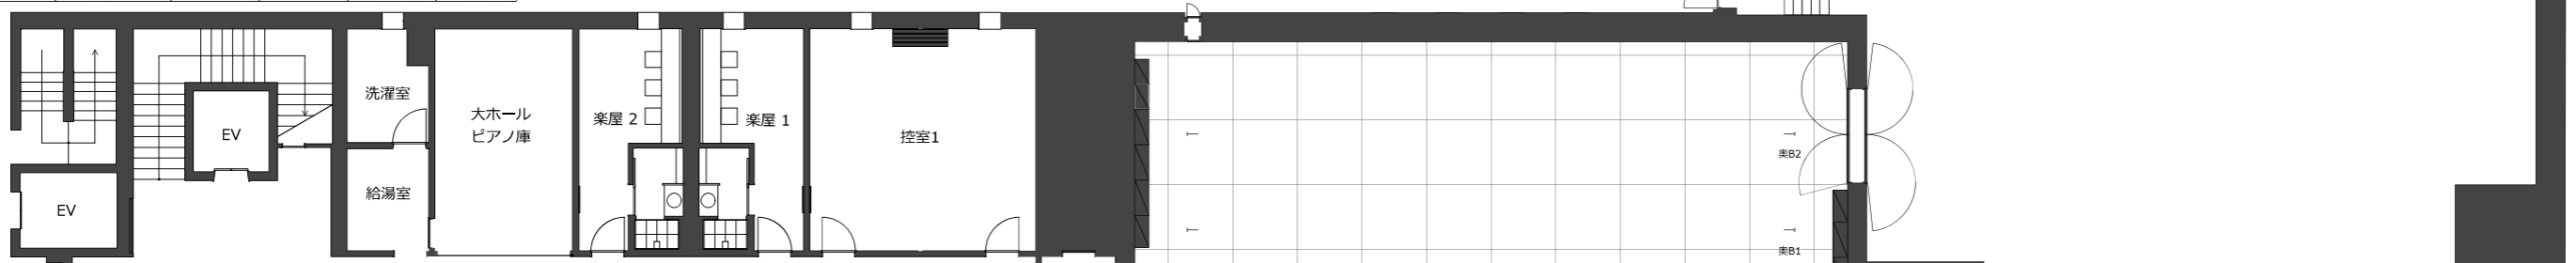 洗濯室
給湯室
EV
EV
大ホール
ピアノ庫
楽屋 2
楽屋 1
控室1
奥B2
奥B1